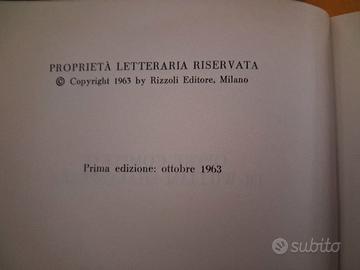 PROPRIETÀ LETTERARIA RISERVATA
© Copyright 1963 by Rizzoli Editore, Milano
Prima edizione: ottobre 1963
subito